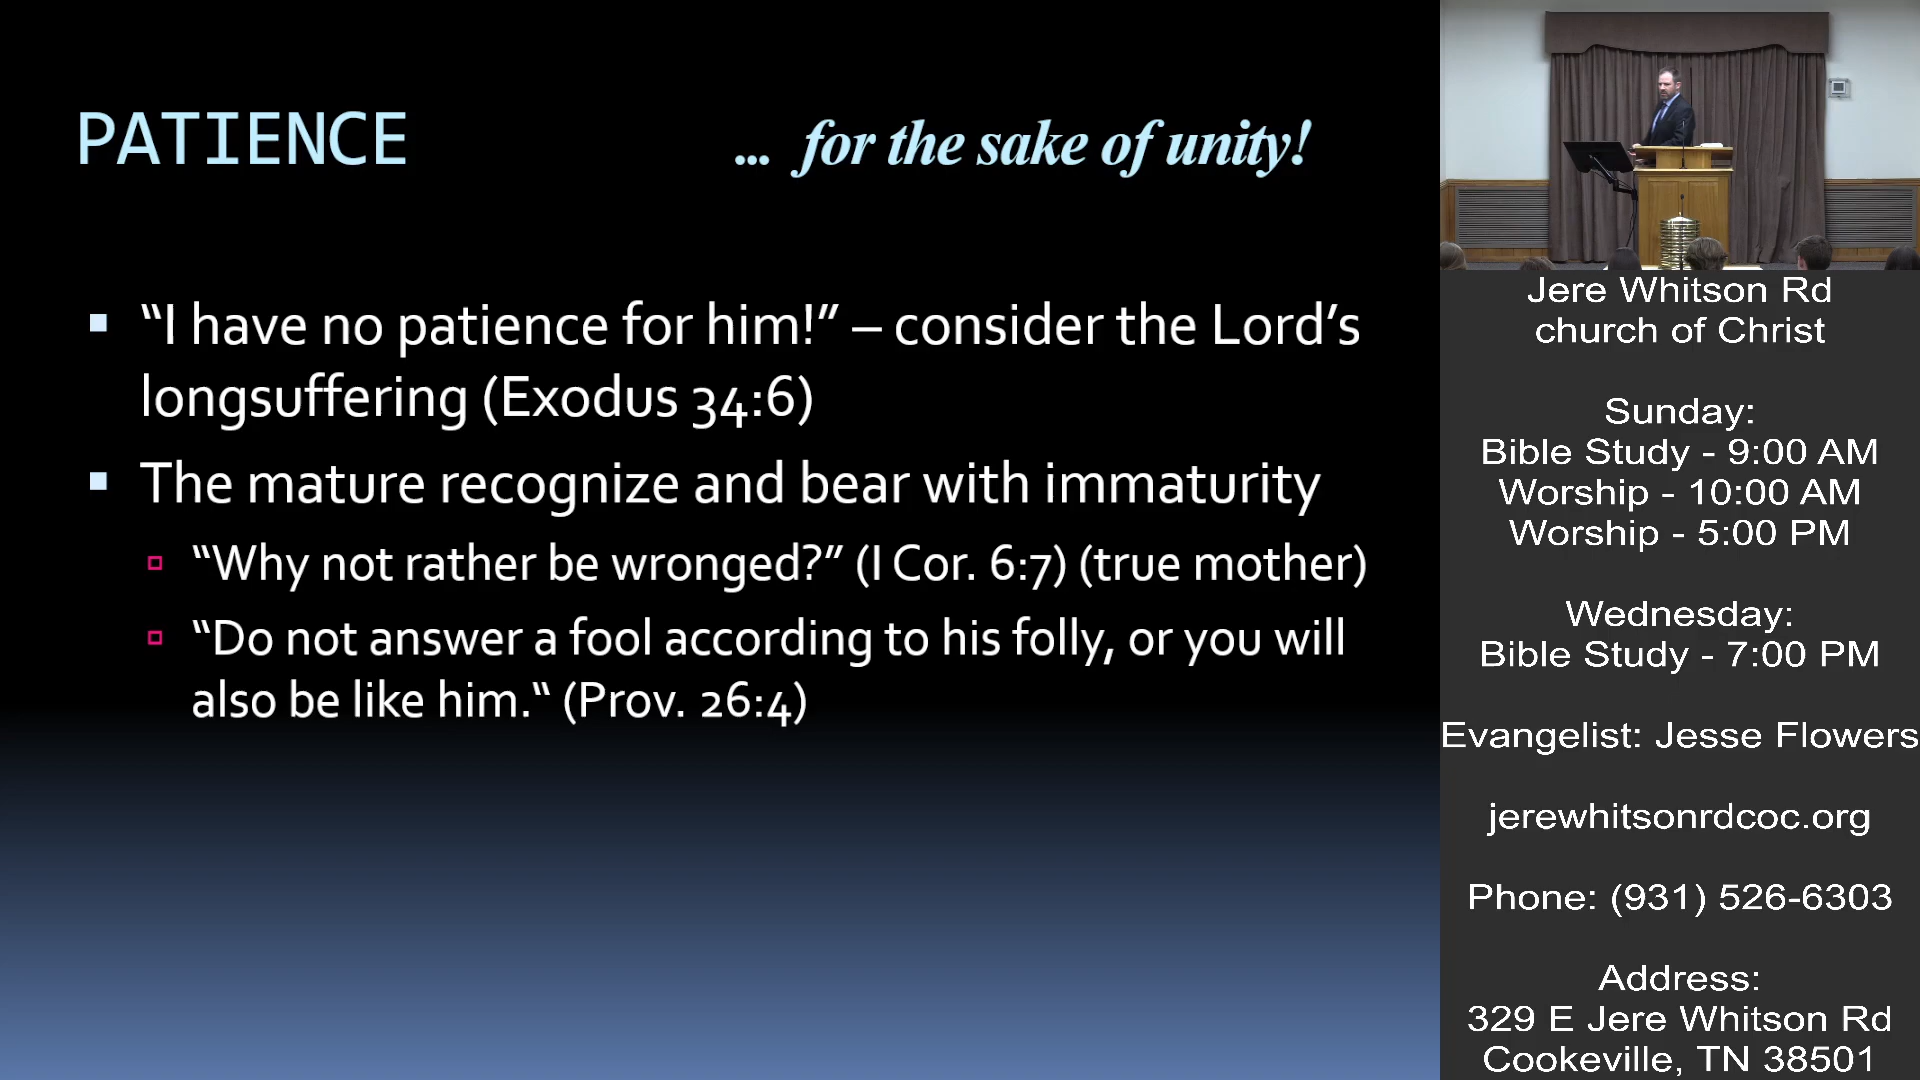 PATIENCE ... for the sake of unity!
“I have no patience for him!” – consider the Lord’s
longsuffering (Exodus 34:6)
The mature recognize and bear with immaturity
“Why not rather be wronged?” (I Cor. 6:7) (true mother)
“Do not answer a fool according to his folly, or you will
also be like him.“ (Prov. 26:4)
Jere Whitson Rd
church of Christ
Sunday:
Bible Study - 9:00 AM
Worship - 10:00 AM
Worship - 5:00 PM
Wednesday:
Bible Study - 7:00 PM
Evangelist: Jesse Flowers
jerewhitsonrdcoc.org
Phone: (931) 526-6303
Address:
329 E Jere Whitson Rd
Cookeville, TN 38501